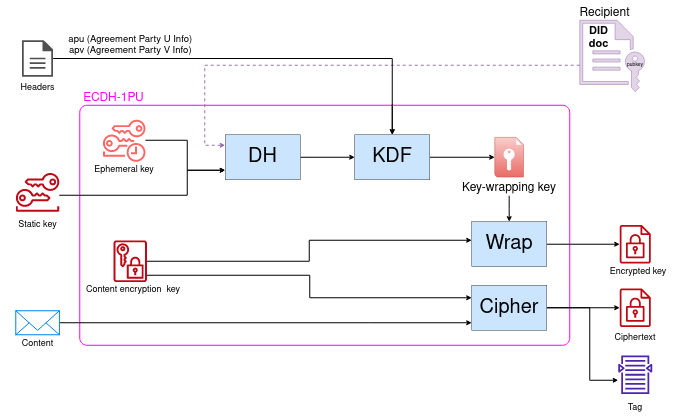 Recipient
DID
doc
pubkey
apu (Agreement Party U Info)
apv (Agreement Party V Info)
Headers
ECDH-1PU
Ephemeral key
DH
KDF
Key-wrapping key
Static key
Wrap
Encrypted key
Content encryption key
Cipher
Ciphertext
Content
Tag